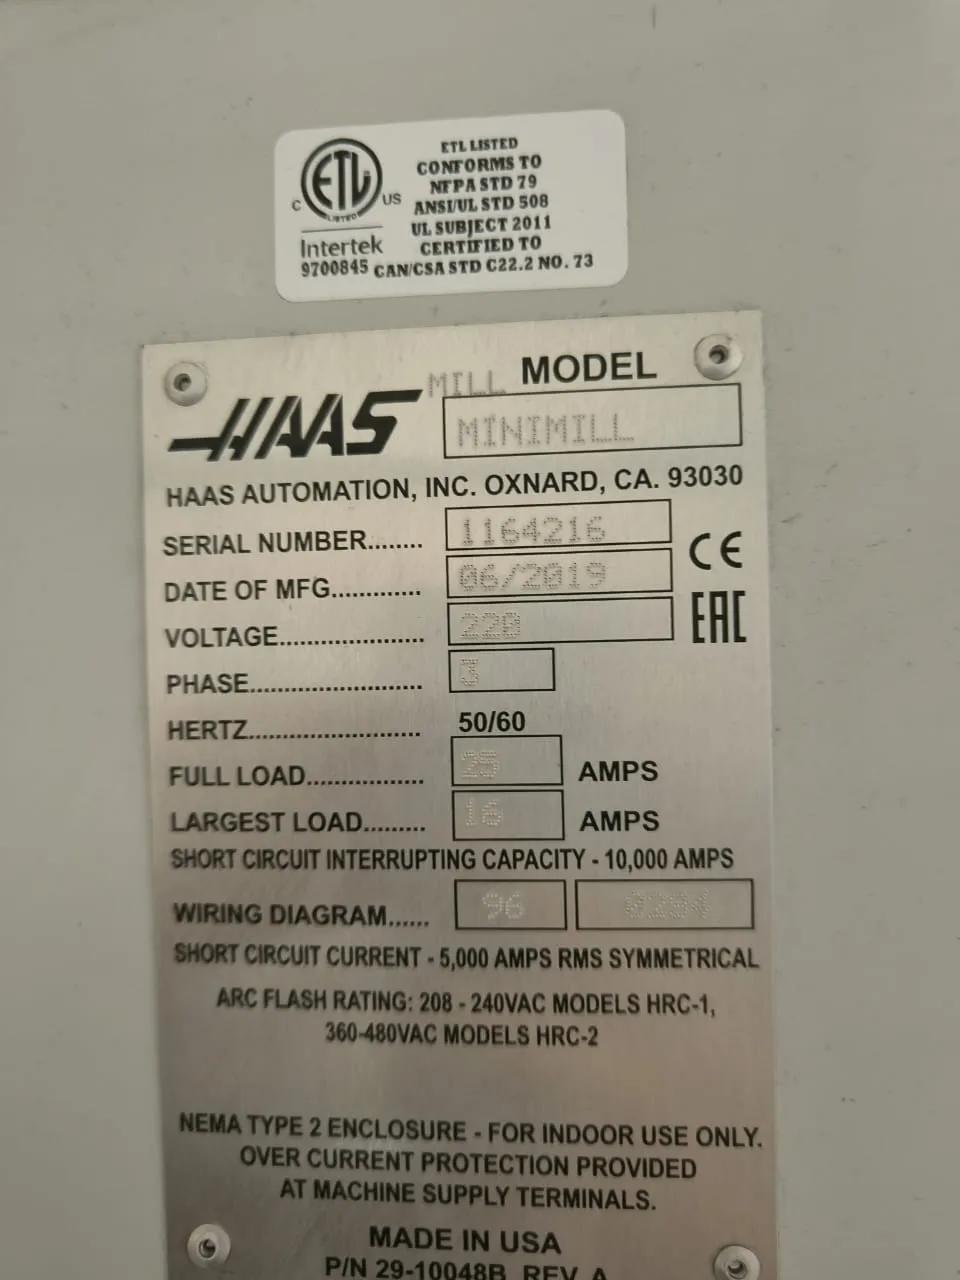 ETL LISTED
CONFORMS TO
NFPA STD 79
ANSI/UL STD 508
UL SUBJECT 2011
CERTIFIED TO
CAN/CSA STD C22.2 NO. 73
C ETL US
LISTED
Intertek
9700845
MILL MODEL
HAAS MINIMILL
HAAS AUTOMATION, INC. OXNARD, CA. 93030
SERIAL NUMBER........ 1164216
DATE OF MFG............. 06/2019
CE
VOLTAGE..................... 220
EAC
PHASE......................... 3
HERTZ......................... 50/60
FULL LOAD................. 25 AMPS
LARGEST LOAD......... 16 AMPS
SHORT CIRCUIT INTERRUPTING CAPACITY - 10,000 AMPS
WIRING DIAGRAM...... 96 0284
SHORT CIRCUIT CURRENT - 5,000 AMPS RMS SYMMETRICAL
ARC FLASH RATING: 208 - 240VAC MODELS HRC-1,
360-480VAC MODELS HRC-2
NEMA TYPE 2 ENCLOSURE - FOR INDOOR USE ONLY.
OVER CURRENT PROTECTION PROVIDED
AT MACHINE SUPPLY TERMINALS.
MADE IN USA
P/N 29-10048B REV A